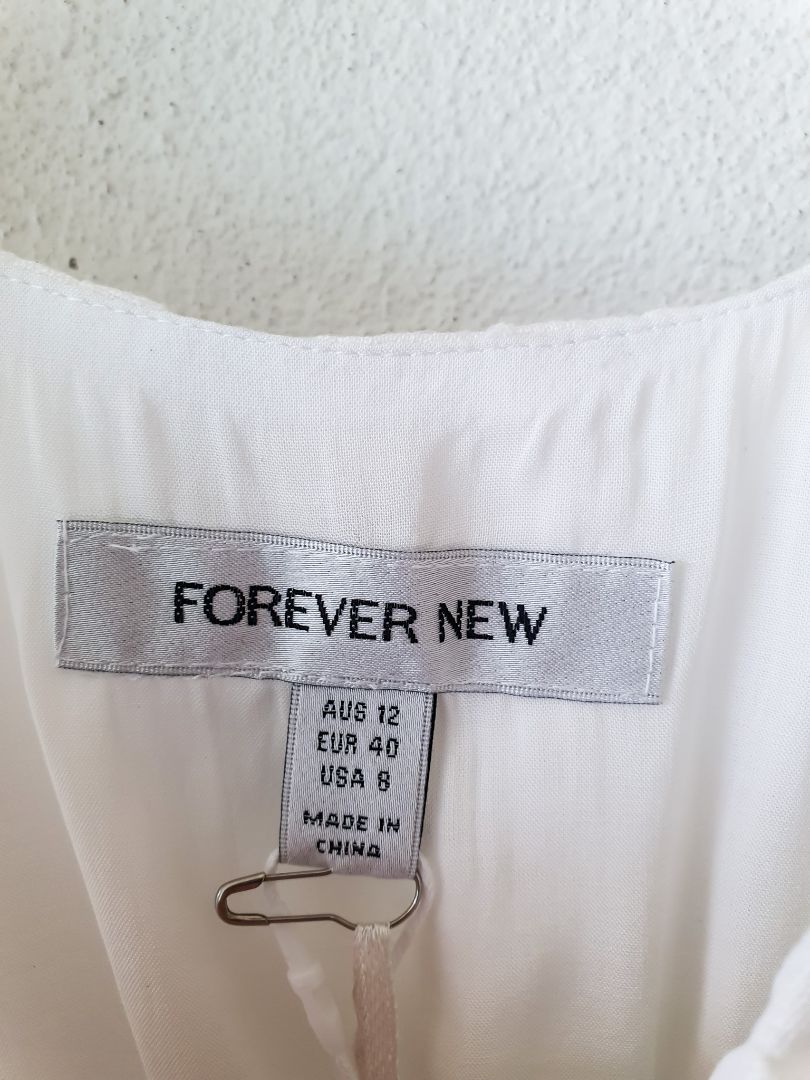 FOREVER NEW
AUS 12
EUR 40
USA 8
MADE IN
CHINA